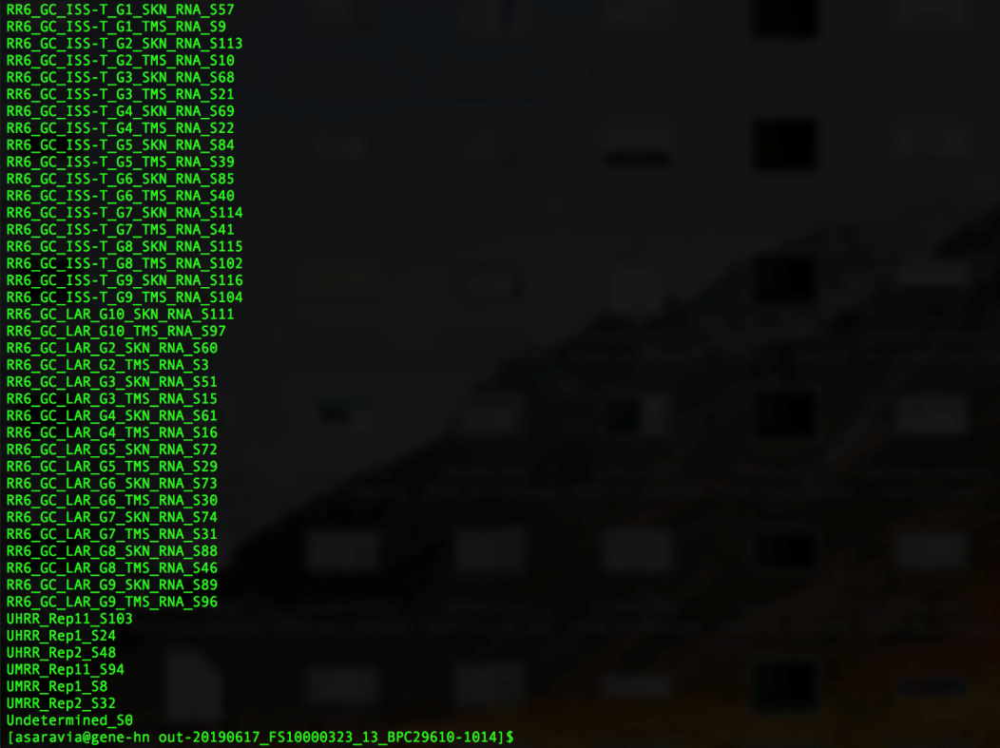 RR6_GC_ISS-T_G1_SKN_RNA_S57
RR6_GC_ISS-T_G1_TMS_RNA_S9
RR6_GC_ISS-T_G2_SKN_RNA_S113
RR6_GC_ISS-T_G2_TMS_RNA_S10
RR6_GC_ISS-T_G3_SKN_RNA_S68
RR6_GC_ISS-T_G3_TMS_RNA_S21
RR6_GC_ISS-T_G4_SKN_RNA_S69
RR6_GC_ISS-T_G4_TMS_RNA_S22
RR6_GC_ISS-T_G5_SKN_RNA_S84
RR6_GC_ISS-T_G5_TMS_RNA_S39
RR6_GC_ISS-T_G6_SKN_RNA_S85
RR6_GC_ISS-T_G6_TMS_RNA_S40
RR6_GC_ISS-T_G7_SKN_RNA_S114
RR6_GC_ISS-T_G7_TMS_RNA_S41
RR6_GC_ISS-T_G8_SKN_RNA_S115
RR6_GC_ISS-T_G8_TMS_RNA_S102
RR6_GC_ISS-T_G9_SKN_RNA_S116
RR6_GC_ISS-T_G9_TMS_RNA_S104
RR6_GC_LAR_G10_SKN_RNA_S111
RR6_GC_LAR_G10_TMS_RNA_S97
RR6_GC_LAR_G2_SKN_RNA_S60
RR6_GC_LAR_G2_TMS_RNA_S3
RR6_GC_LAR_G3_SKN_RNA_S51
RR6_GC_LAR_G3_TMS_RNA_S15
RR6_GC_LAR_G4_SKN_RNA_S61
RR6_GC_LAR_G4_TMS_RNA_S16
RR6_GC_LAR_G5_SKN_RNA_S72
RR6_GC_LAR_G5_TMS_RNA_S29
RR6_GC_LAR_G6_SKN_RNA_S73
RR6_GC_LAR_G6_TMS_RNA_S30
RR6_GC_LAR_G7_SKN_RNA_S74
RR6_GC_LAR_G7_TMS_RNA_S31
RR6_GC_LAR_G8_SKN_RNA_S88
RR6_GC_LAR_G8_TMS_RNA_S46
RR6_GC_LAR_G9_SKN_RNA_S89
RR6_GC_LAR_G9_TMS_RNA_S96
UHRR_Rep11_S103
UHRR_Rep1_S24
UHRR_Rep2_S48
UMRR_Rep11_S94
UMRR_Rep1_S8
UMRR_Rep2_S32
Undetermined_S0
[asaravia@gene-hn out-20190617_FS10000323_13_BPC29610-1014]$